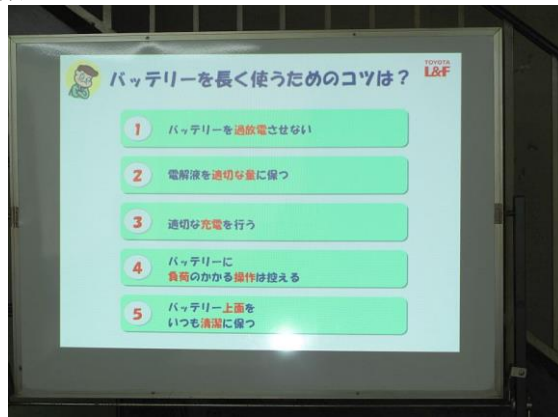 バッテリーを長く使うためのコツは？
TOYOTA
L&F
1 バッテリーを過放電させない
2 電解液を適切な量に保つ
3 適切な充電を行う
4 バッテリーに
負荷のかかる操作は控える
5 バッテリー上面を
いつも清潔に保つ